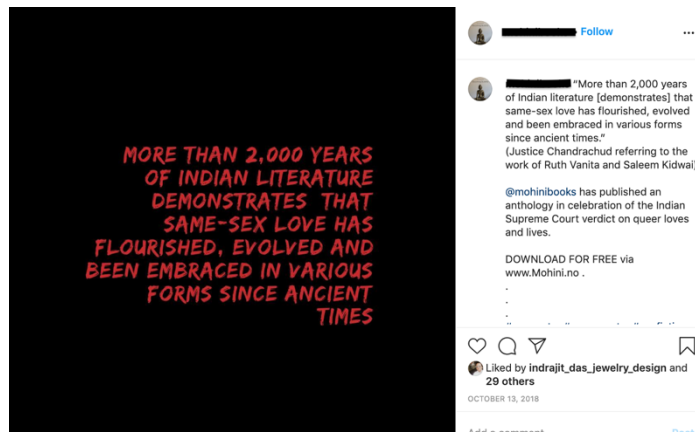 MORE THAN 2,000 YEARS
OF INDIAN LITERATURE
DEMONSTRATES THAT
SAME-SEX LOVE HAS
FLOURISHED, EVOLVED AND
BEEN EMBRACED IN VARIOUS
FORMS SINCE ANCIENT
TIMES
Follow
"More than 2,000 years
of Indian literature [demonstrates] that
same-sex love has flourished, evolved
and been embraced in various forms
since ancient times."
(Justice Chandrachud referring to the
work of Ruth Vanita and Saleem Kidwai)
@mohinibooks has published an
anthology in celebration of the Indian
Supreme Court verdict on queer loves
and lives.
DOWNLOAD FOR FREE via
www.Mohini.no .
.
.
.
Liked by indrajit_das_jewelry_design and
29 others
OCTOBER 13, 2018
Add a comment